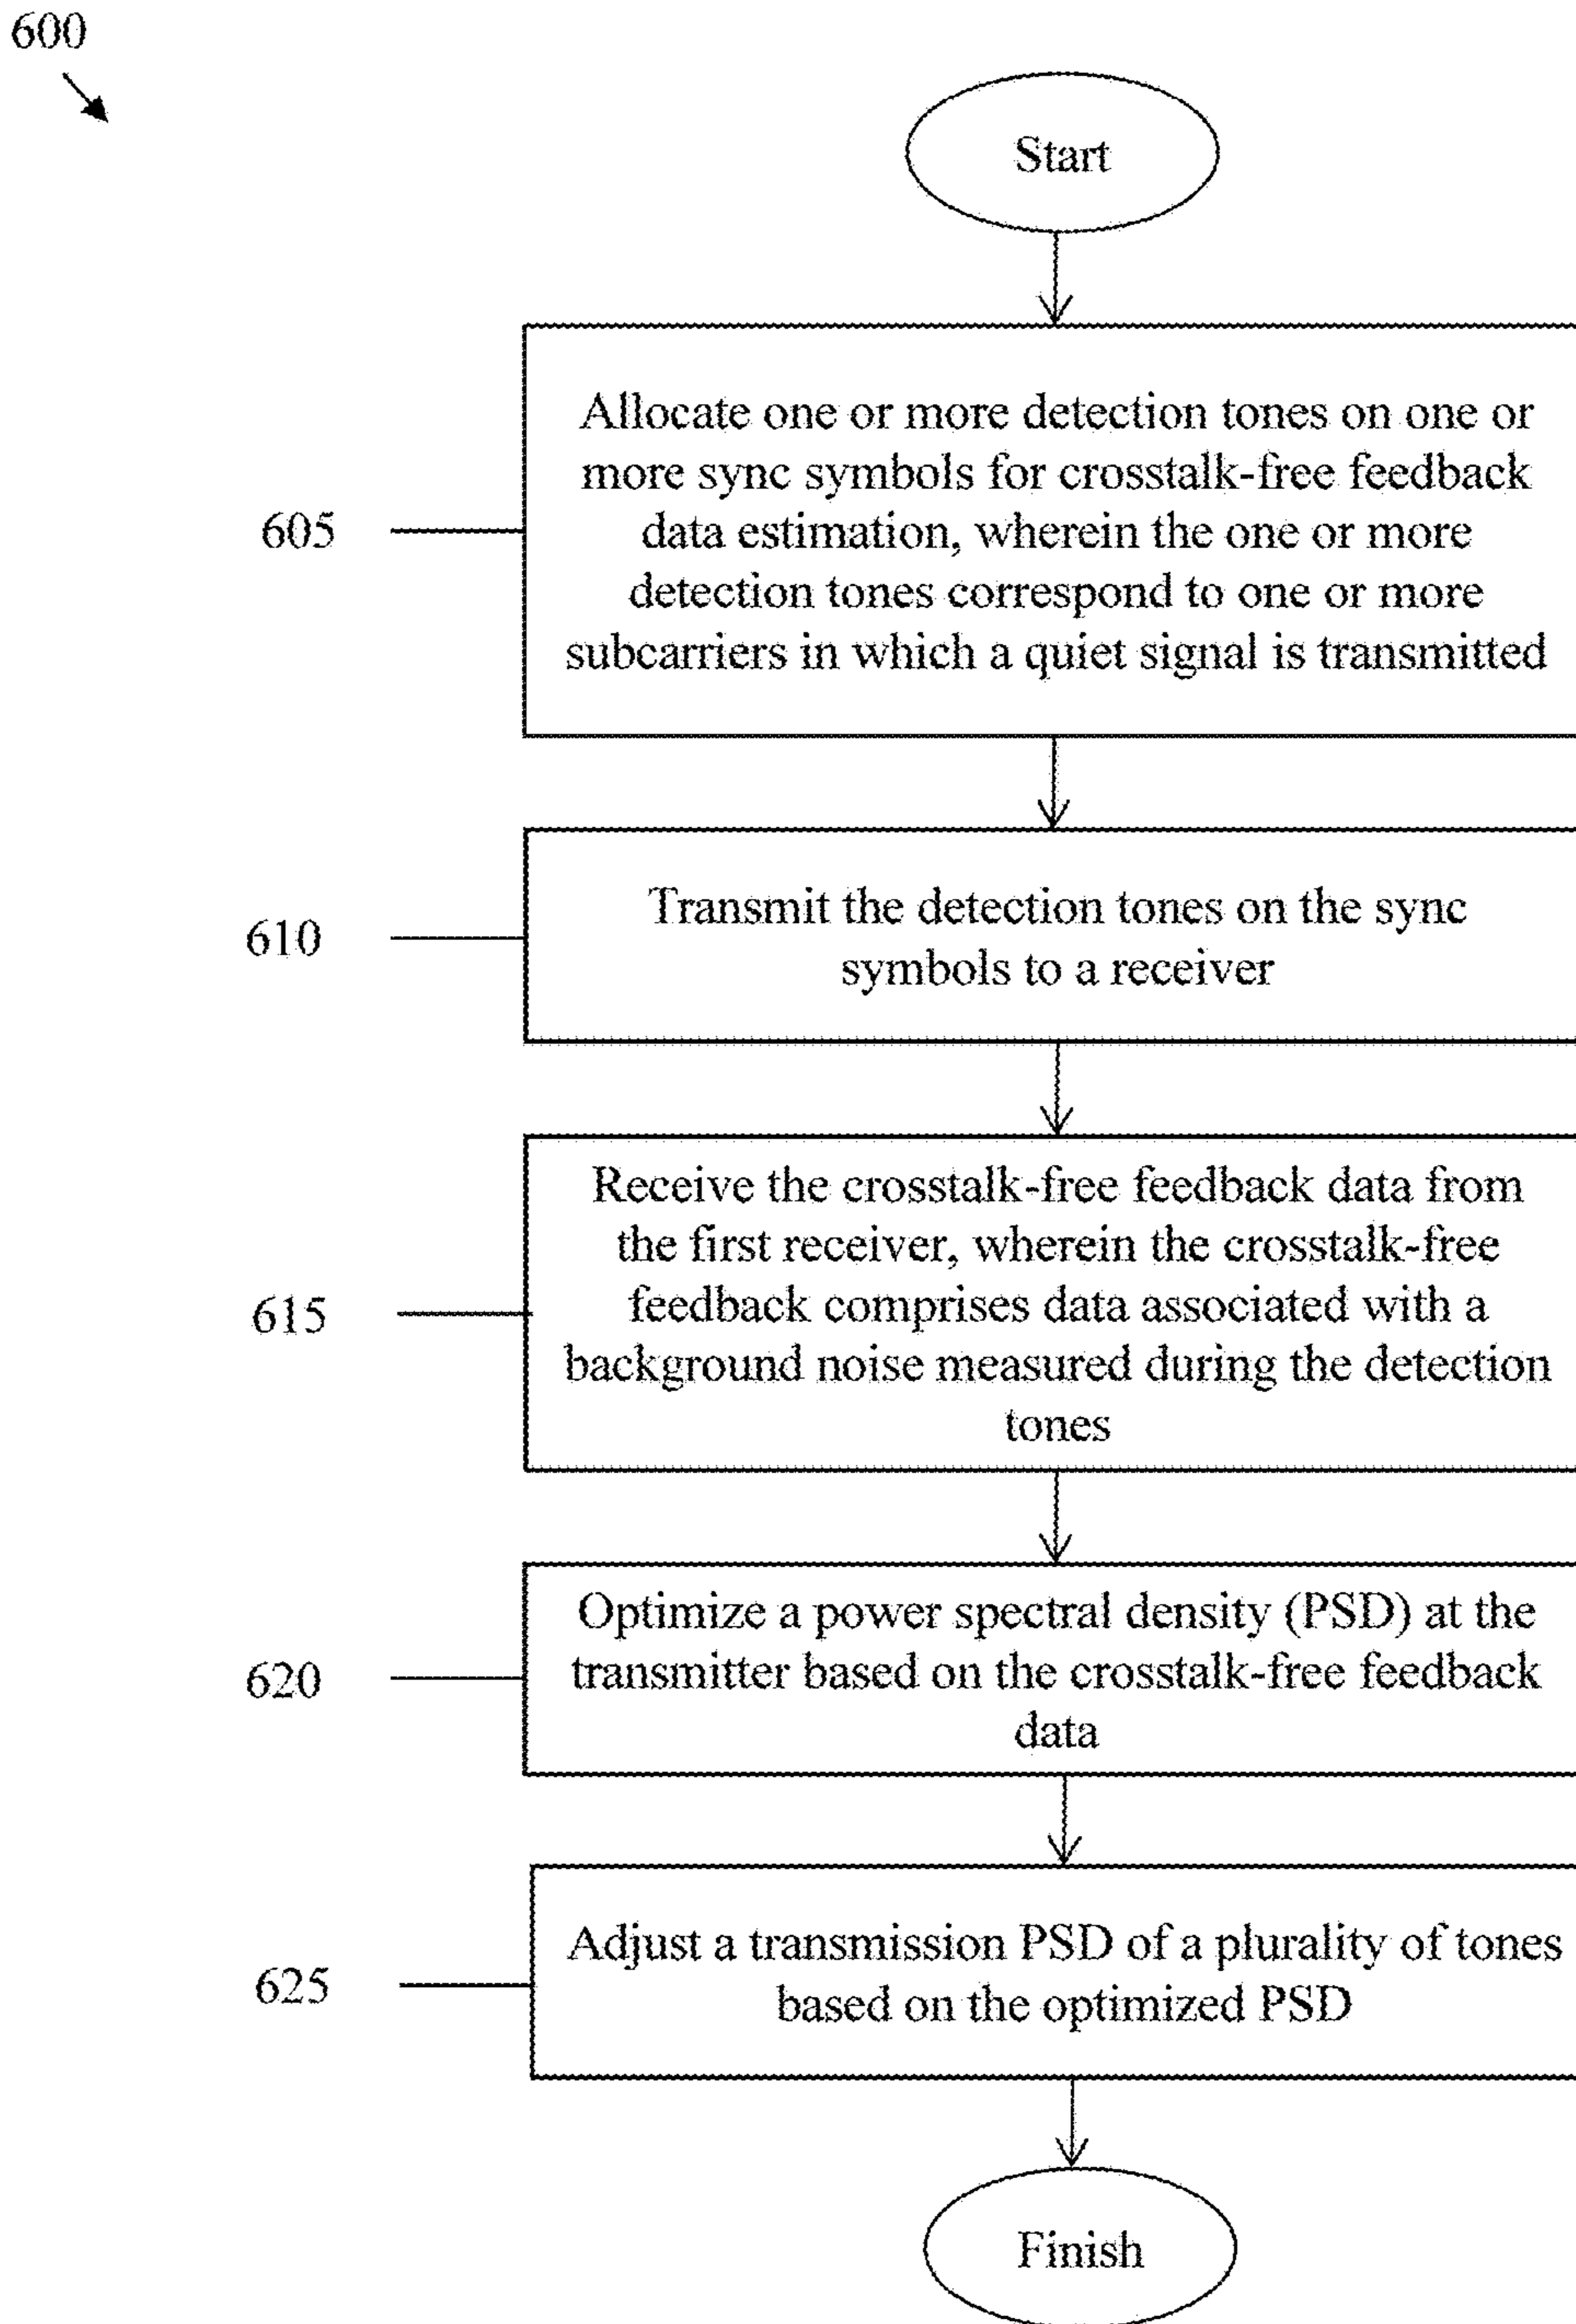 600
Start
605
Allocate one or more detection tones on one or
more sync symbols for crosstalk-free feedback
data estimation, wherein the one or more
detection tones correspond to one or more
subcarriers in which a quiet signal is transmitted
610
Transmit the detection tones on the sync
symbols to a receiver
615
Receive the crosstalk-free feedback data from
the first receiver, wherein the crosstalk-free
feedback comprises data associated with a
background noise measured during the detection
tones
620
Optimize a power spectral density (PSD) at the
transmitter based on the crosstalk-free feedback
data
625
Adjust a transmission PSD of a plurality of tones
based on the optimized PSD
Finish